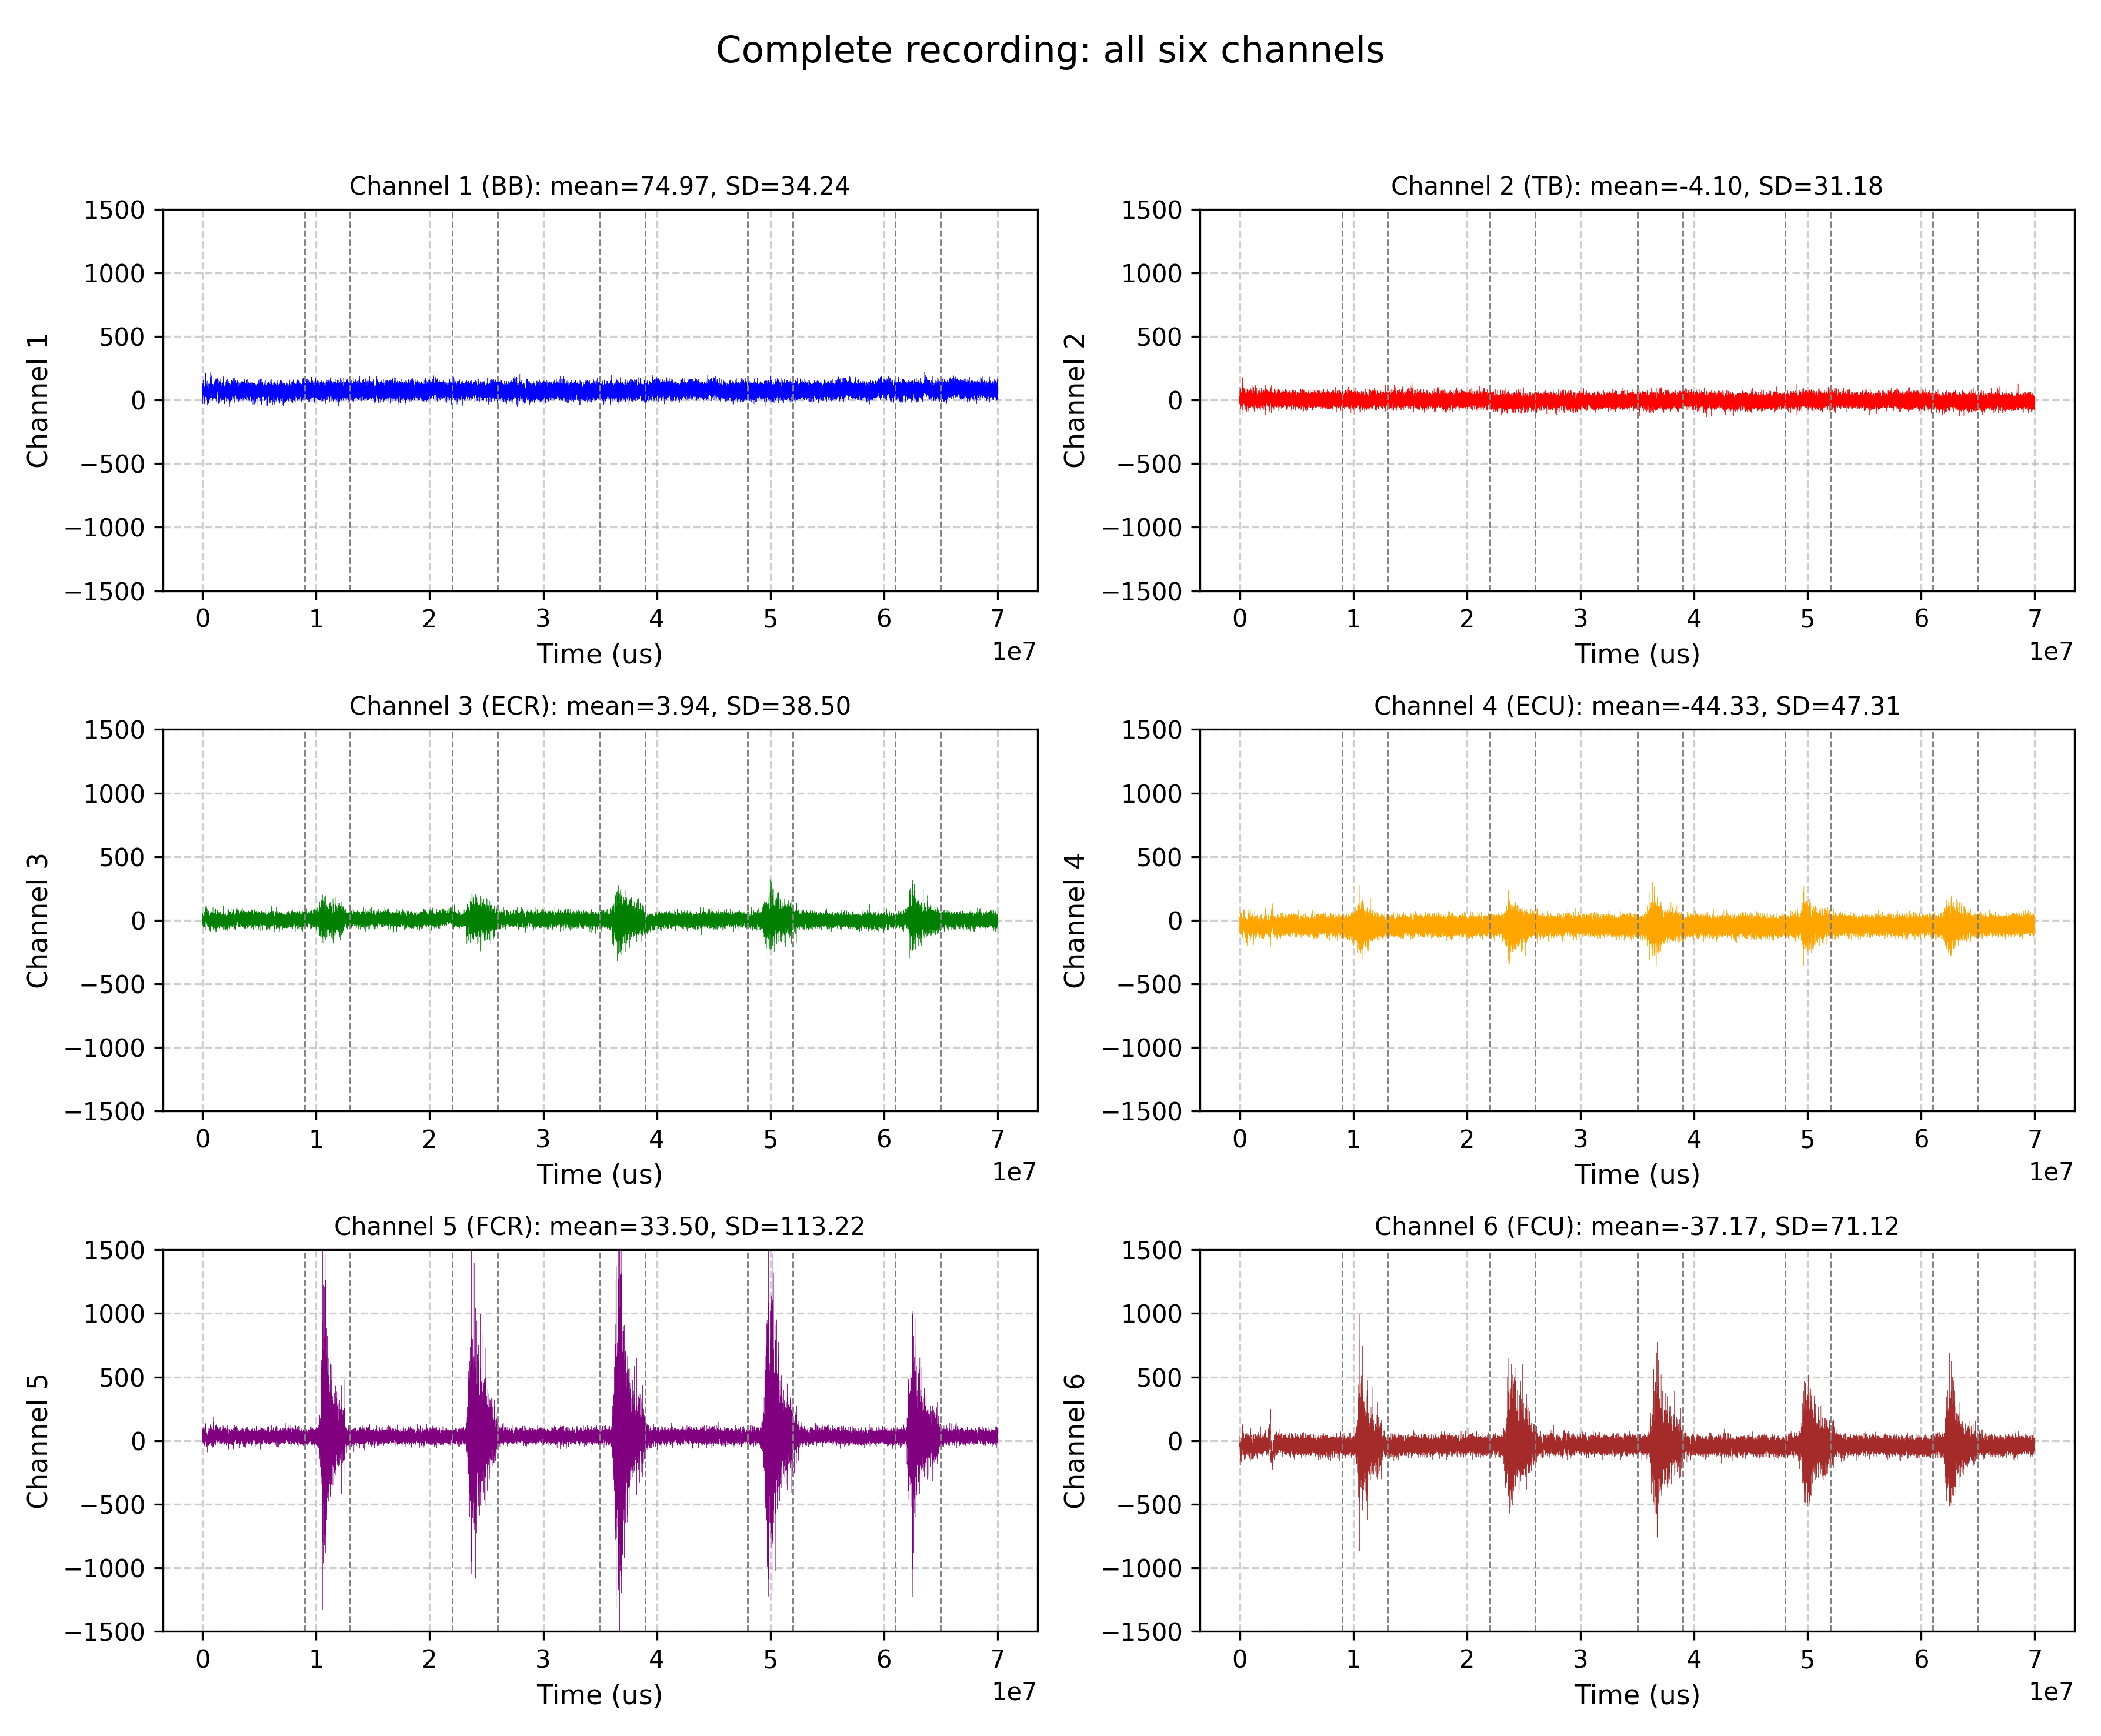 Complete recording: all six channels
Channel 1 (BB): mean=74.97, SD=34.24
1500
1000
500
0
−500
−1000
−1500
Channel 1
0 1 2 3 4 5 6 7
Time (us)
1e7
Channel 2 (TB): mean=-4.10, SD=31.18
1500
1000
500
0
−500
−1000
−1500
Channel 2
0 1 2 3 4 5 6 7
Time (us)
1e7
Channel 3 (ECR): mean=3.94, SD=38.50
1500
1000
500
0
−500
−1000
−1500
Channel 3
0 1 2 3 4 5 6 7
Time (us)
1e7
Channel 4 (ECU): mean=-44.33, SD=47.31
1500
1000
500
0
−500
−1000
−1500
Channel 4
0 1 2 3 4 5 6 7
Time (us)
1e7
Channel 5 (FCR): mean=33.50, SD=113.22
1500
1000
500
0
−500
−1000
−1500
Channel 5
0 1 2 3 4 5 6 7
Time (us)
1e7
Channel 6 (FCU): mean=-37.17, SD=71.12
1500
1000
500
0
−500
−1000
−1500
Channel 6
0 1 2 3 4 5 6 7
Time (us)
1e7